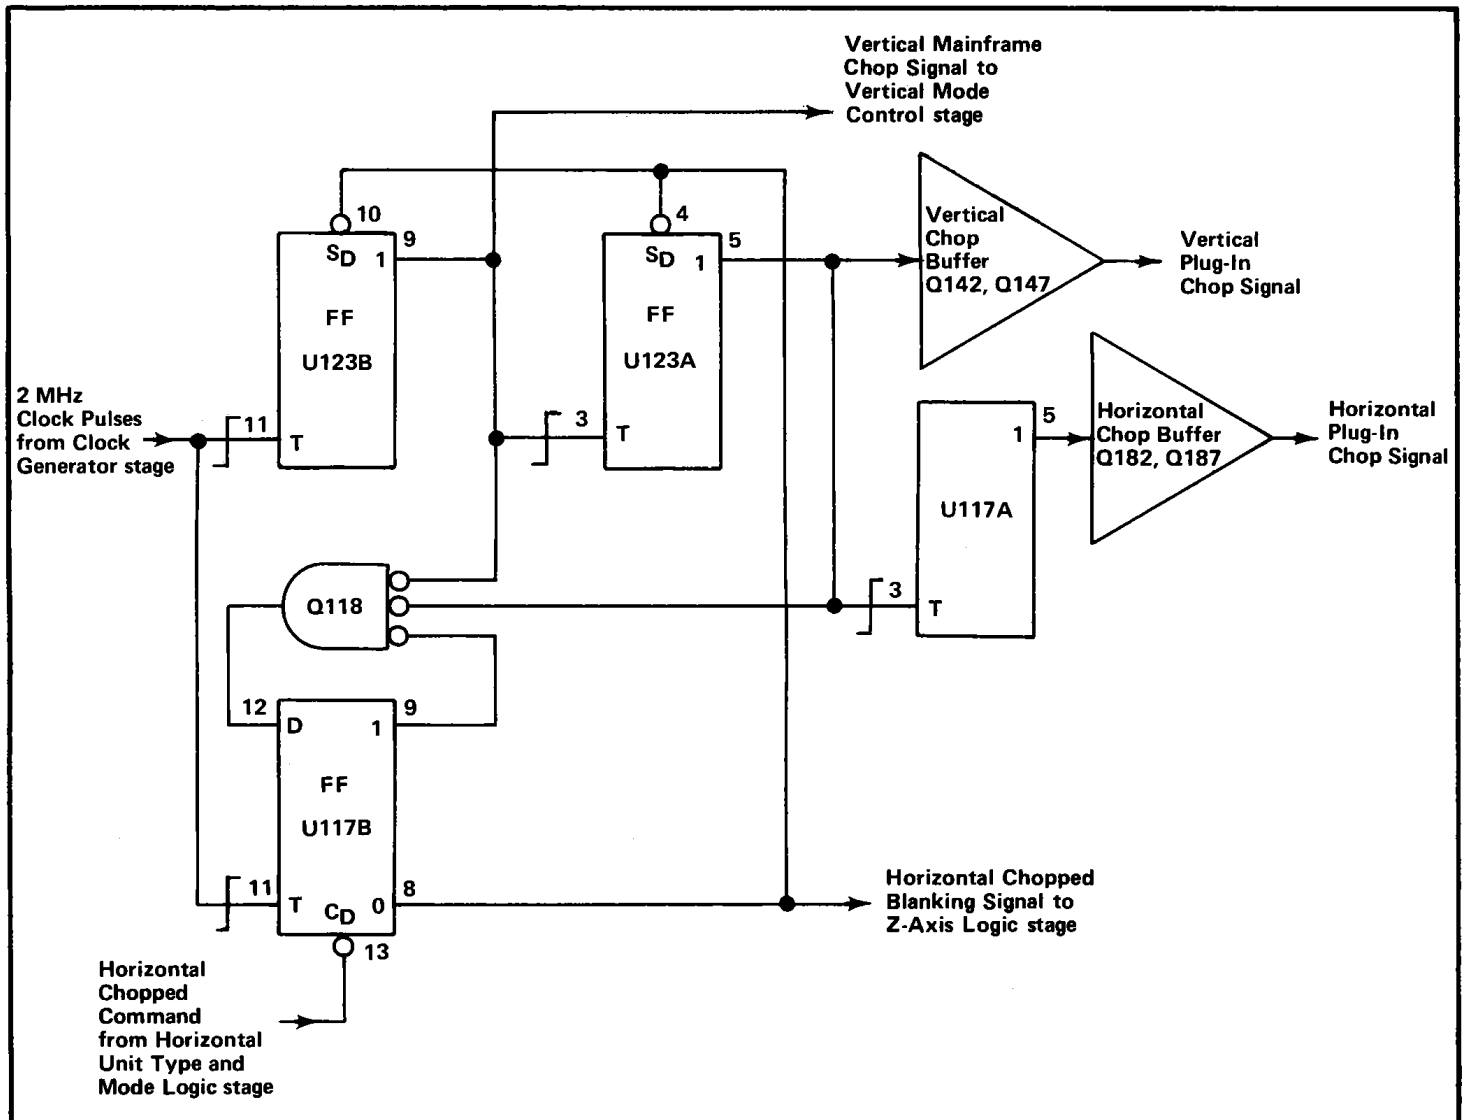 Vertical Mainframe
Chop Signal to
Vertical Mode
Control stage
10
9
SD 1
FF
U123B
11
T
4
5
SD 1
FF
U123A
3
T
Vertical
Chop
Buffer
Q142, Q147
Vertical
Plug-In
Chop Signal
2 MHz
Clock Pulses
from Clock
Generator stage
5
1
U117A
3
T
Horizontal
Chop Buffer
Q182, Q187
Horizontal
Plug-In
Chop Signal
Q118
12
9
D 1
FF
U117B
11
8
T CD 0
13
Horizontal Chopped
Blanking Signal to
Z-Axis Logic stage
Horizontal
Chopped
Command
from Horizontal
Unit Type and
Mode Logic stage